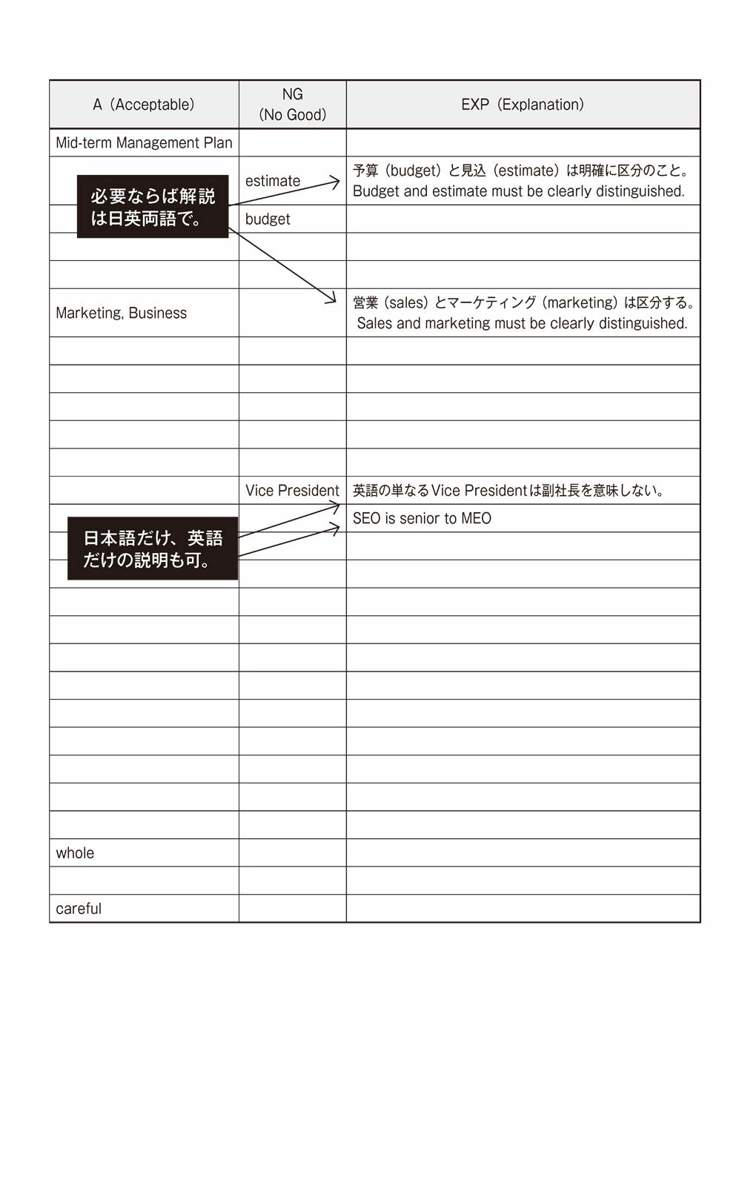 A（Acceptable）
NG
（No Good）
EXP（Explanation）
Mid-term Management Plan
estimate
予算（budget）と見込（estimate）は明確に区分のこと。
Budget and estimate must be clearly distinguished.
必要ならば解説
は日英両語で。
budget
Marketing, Business
営業（sales）とマーケティング（marketing）は区分する。
Sales and marketing must be clearly distinguished.
Vice President
英語の単なるVice Presidentは副社長を意味しない。
SEO is senior to MEO
日本語だけ、英語
だけの説明も可。
whole
careful